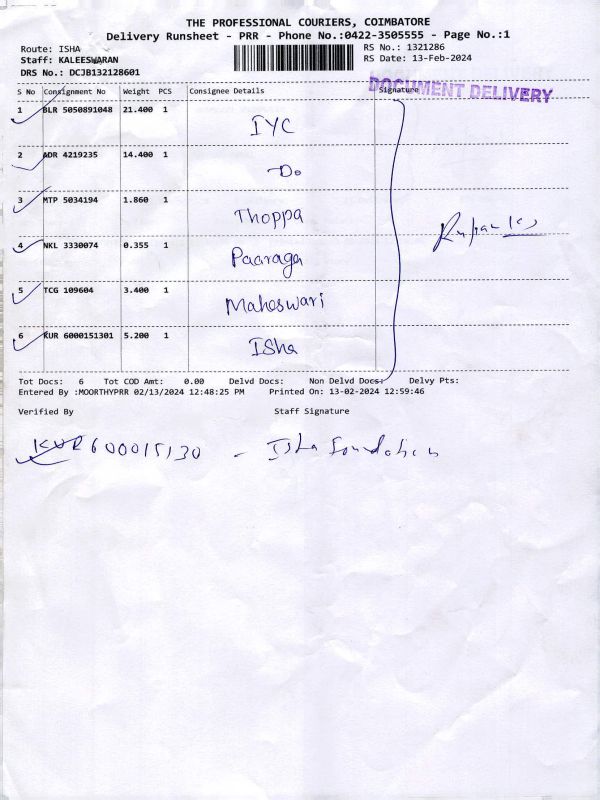 THE PROFESSIONAL COURIERS, COIMBATORE
Delivery Runsheet - PRR - Phone No.:0422-3505555 - Page No.:1
Route: ISHA RS No.: 1321286
Staff: KALEESWARAN RS Date: 13-Feb-2024
DRS No.: DCJB132128601
DOCUMENT DELIVERY
S No Consignment No Weight PCS Consignee Details Signature
1 BLR 5050891048 21.400 1 IYC
2 ADR 4219235 14.400 1 Do
3 MTP 5034194 1.860 1 Thoppa
4 NKL 3330074 0.355 1 Paaraga
5 TCG 109604 3.400 1 Maheswari
6 KUR 6000151301 5.200 1 ISha
Tot Docs: 6 Tot COD Amt: 0.00 Delvd Docs: Non Delvd Docs: Delvy Pts:
Entered By :MOORTHYPRR 02/13/2024 12:48:25 PM Printed On: 13-02-2024 12:59:46
Verified By Staff Signature
KUR600015130 - Isha foundation